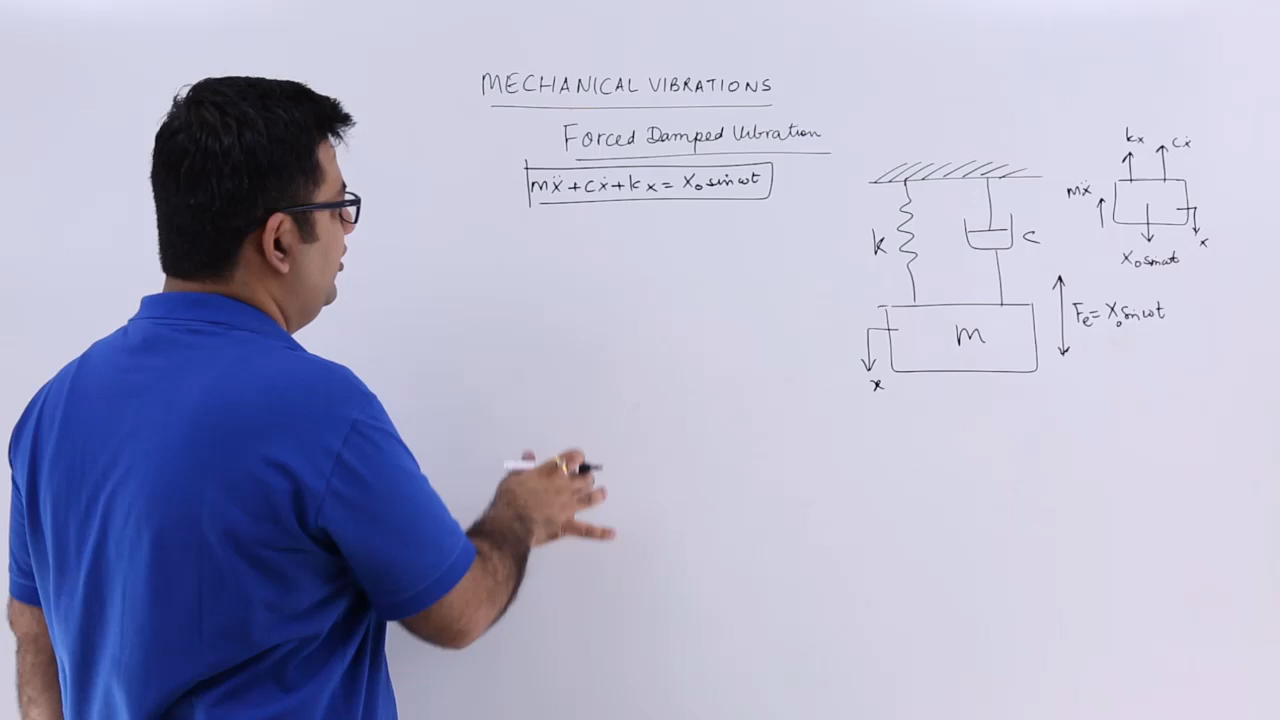 MECHANICAL VIBRATIONS
Forced Damped Vibration
mẍ + cẋ + kx = X₀ sin ωt
kx
cẋ
mẍ
x
X₀ sin ωt
k
c
Fe = X₀ sin ωt
m
x